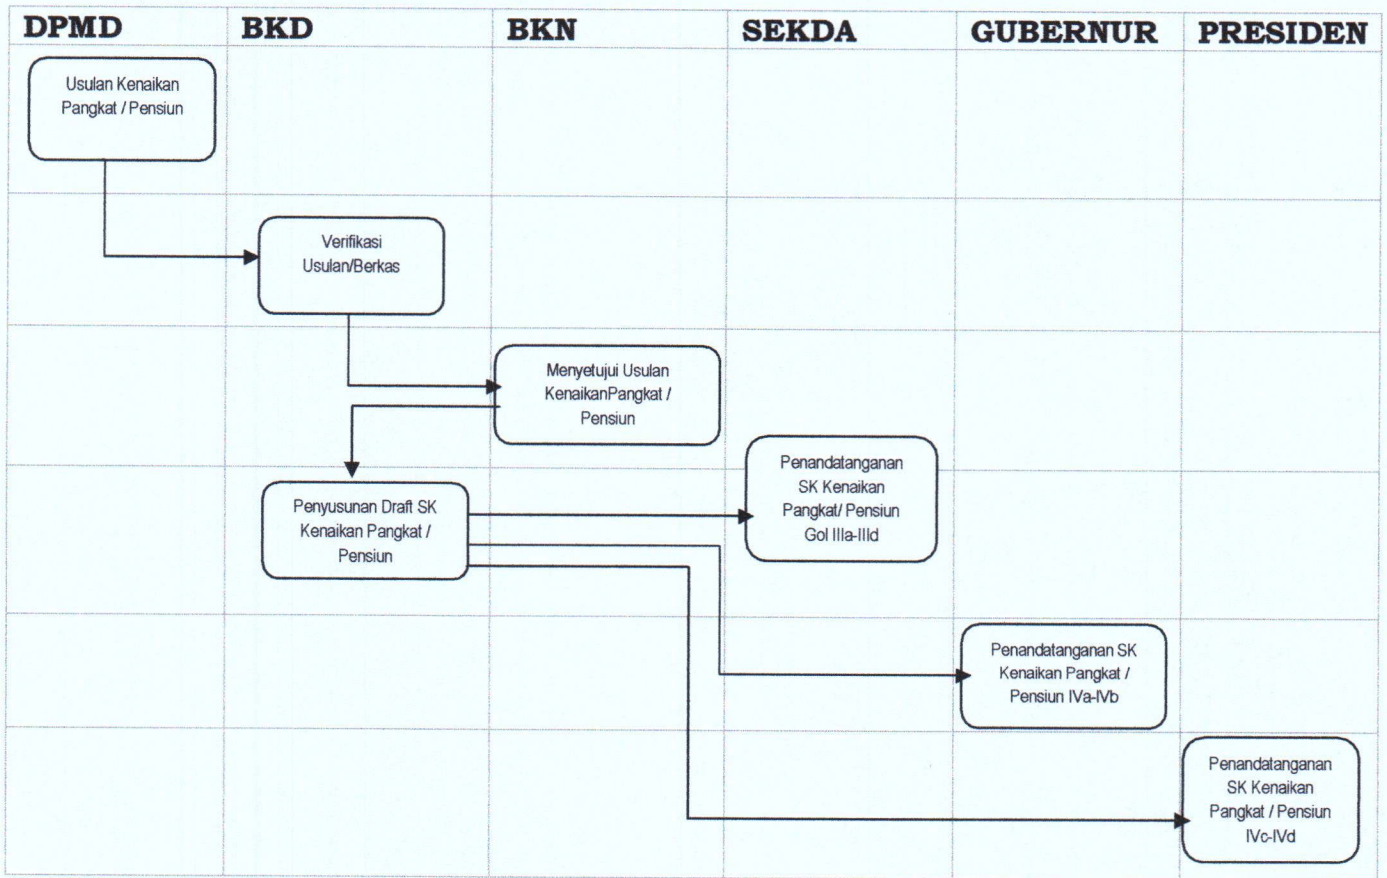 DPMD
BKD
BKN
SEKDA
GUBERNUR
PRESIDEN
Usulan Kenaikan
Pangkat / Pensiun
Verifikasi
Usulan/Berkas
Menyetujui Usulan
KenaikanPangkat /
Pensiun
Penandatanganan
SK Kenaikan
Pangkat/ Pensiun
Gol IIIa-IIId
Penyusunan Draft SK
Kenaikan Pangkat /
Pensiun
Penandatanganan SK
Kenaikan Pangkat /
Pensiun IVa-IVb
Penandatanganan
SK Kenaikan
Pangkat / Pensiun
IVc-IVd